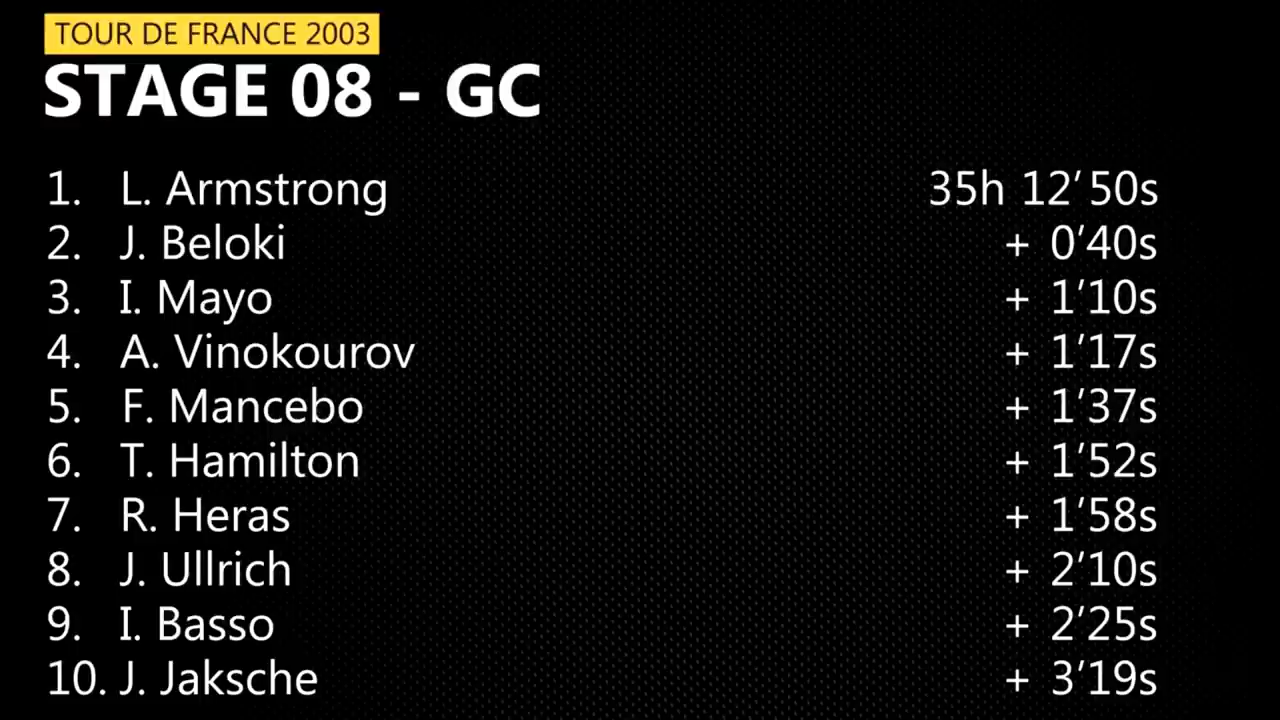 TOUR DE FRANCE 2003
STAGE 08 - GC
1. L. Armstrong 35h 12'50s
2. J. Beloki + 0'40s
3. I. Mayo + 1'10s
4. A. Vinokourov + 1'17s
5. F. Mancebo + 1'37s
6. T. Hamilton + 1'52s
7. R. Heras + 1'58s
8. J. Ullrich + 2'10s
9. I. Basso + 2'25s
10. J. Jaksche + 3'19s